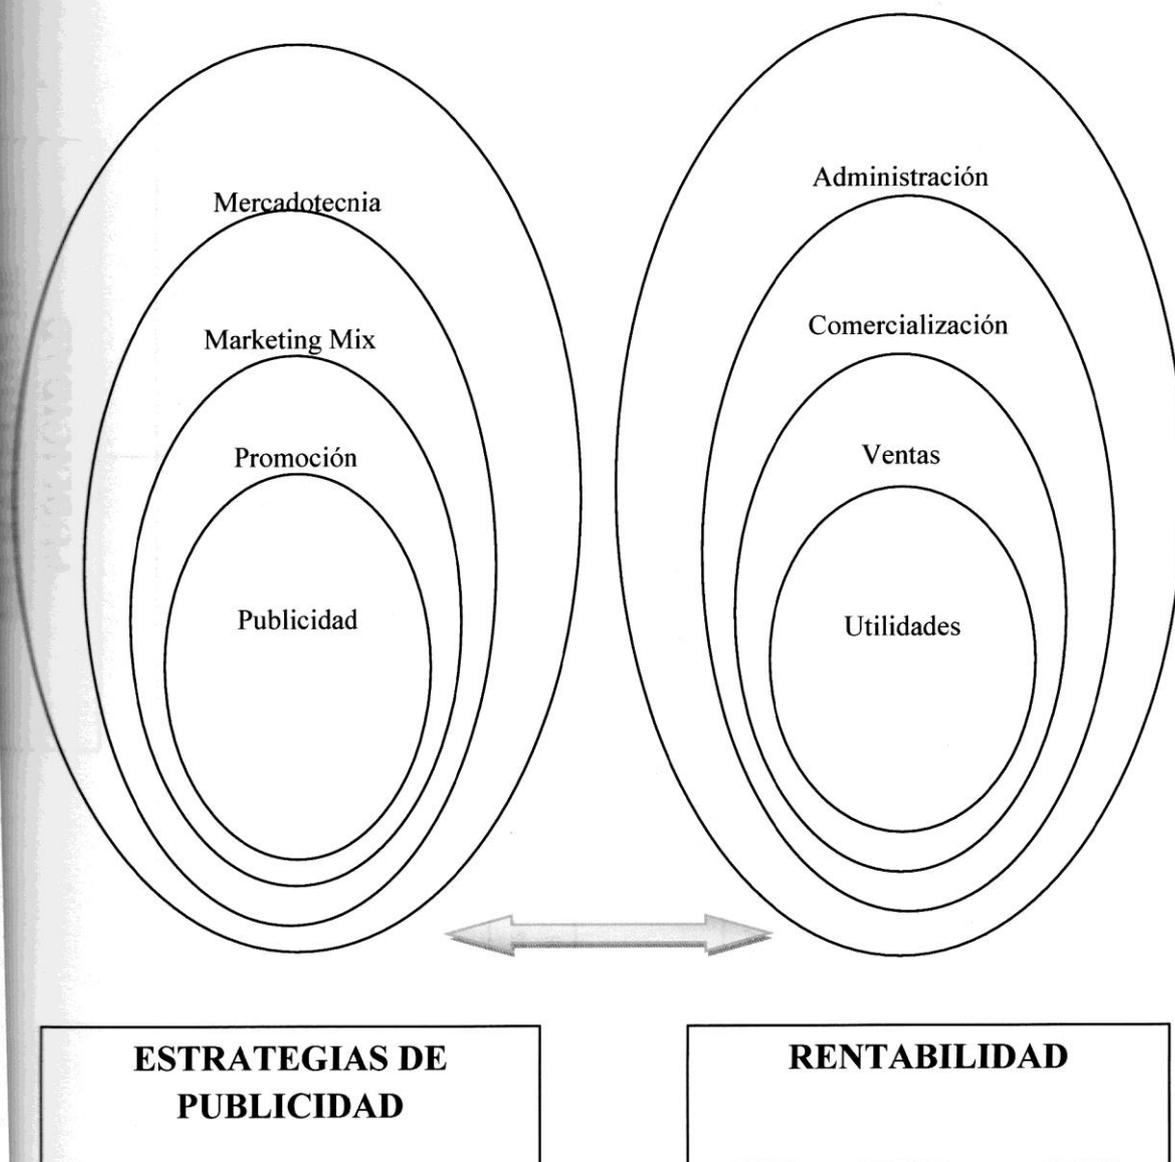 Mercadotecnia
Marketing Mix
Promoción
Publicidad
Administración
Comercialización
Ventas
Utilidades
ESTRATEGIAS DE
PUBLICIDAD
RENTABILIDAD